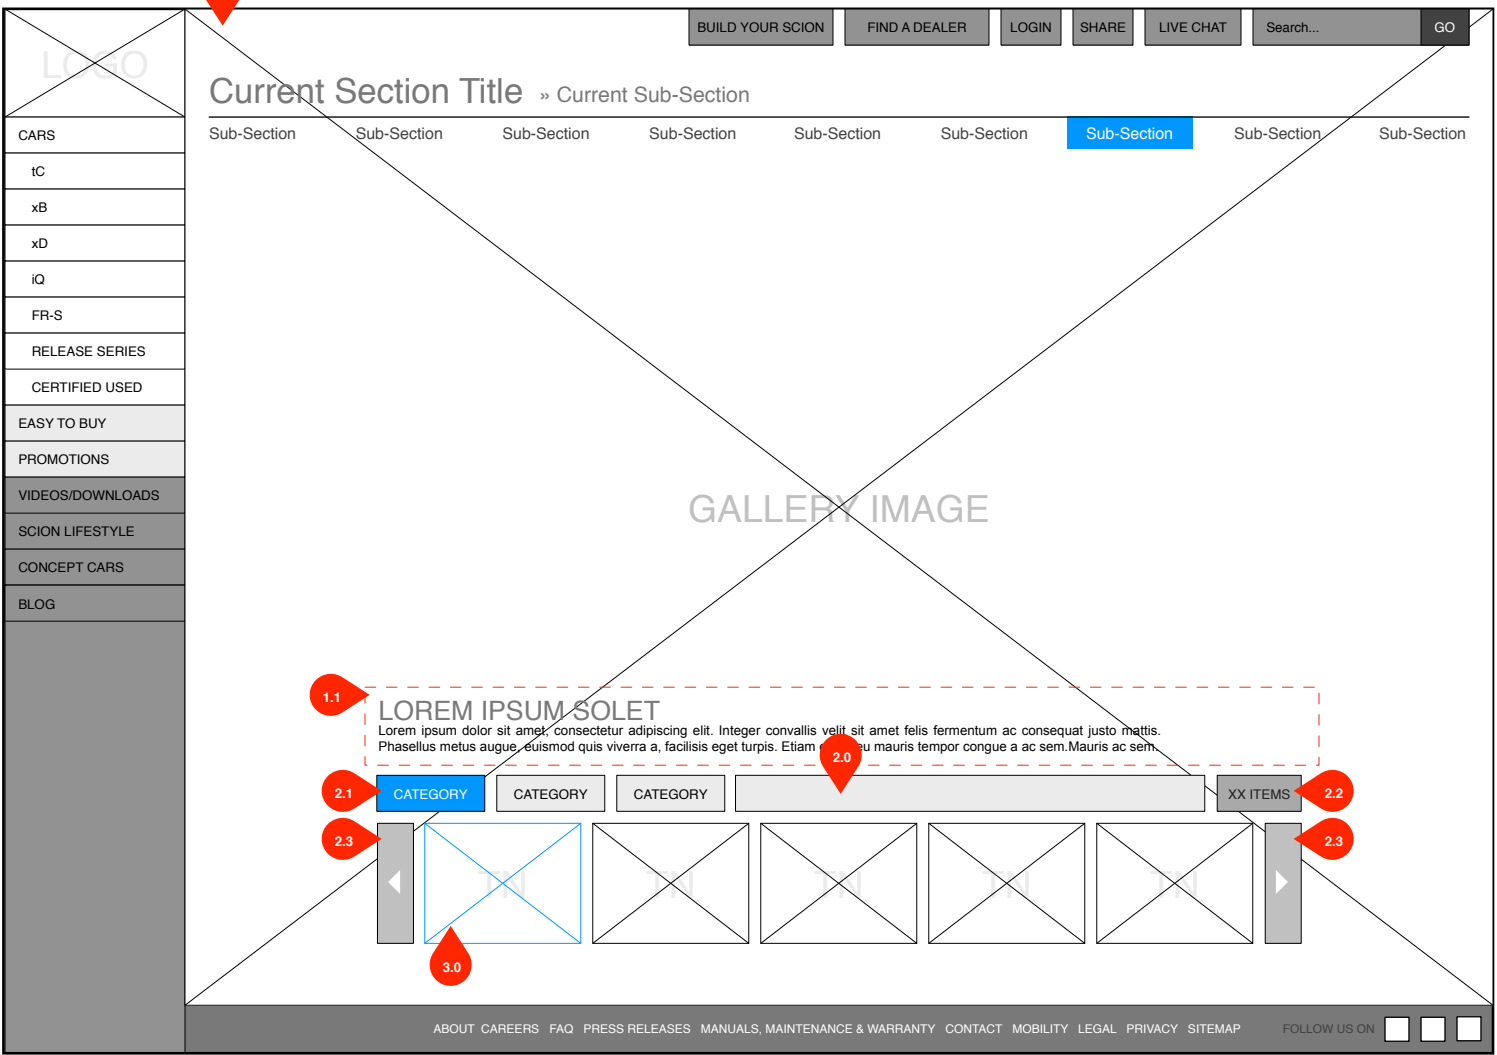 BUILD YOUR SCION FIND A DEALER LOGIN SHARE LIVE CHAT Search... GO
LOGO
Current Section Title » Current Sub-Section
Sub-Section Sub-Section Sub-Section Sub-Section Sub-Section Sub-Section Sub-Section Sub-Section Sub-Section
CARS
tC
xB
xD
iQ
FR-S
RELEASE SERIES
CERTIFIED USED
EASY TO BUY
PROMOTIONS
VIDEOS/DOWNLOADS
SCION LIFESTYLE
CONCEPT CARS
BLOG
GALLERY IMAGE
1.1
LOREM IPSUM SOLET
Lorem ipsum dolor sit amet, consectetur adipiscing elit. Integer convallis velit sit amet felis fermentum ac consequat justo mattis.
Phasellus metus augue, euismod quis viverra a, facilisis eget turpis. Etiam eu mauris tempor congue a ac sem.Mauris ac sem.
2.0
2.1 CATEGORY CATEGORY CATEGORY XX ITEMS 2.2
2.3 2.3
TN TN TN TN TN
3.0
ABOUT CAREERS FAQ PRESS RELEASES MANUALS, MAINTENANCE & WARRANTY CONTACT MOBILITY LEGAL PRIVACY SITEMAP FOLLOW US ON